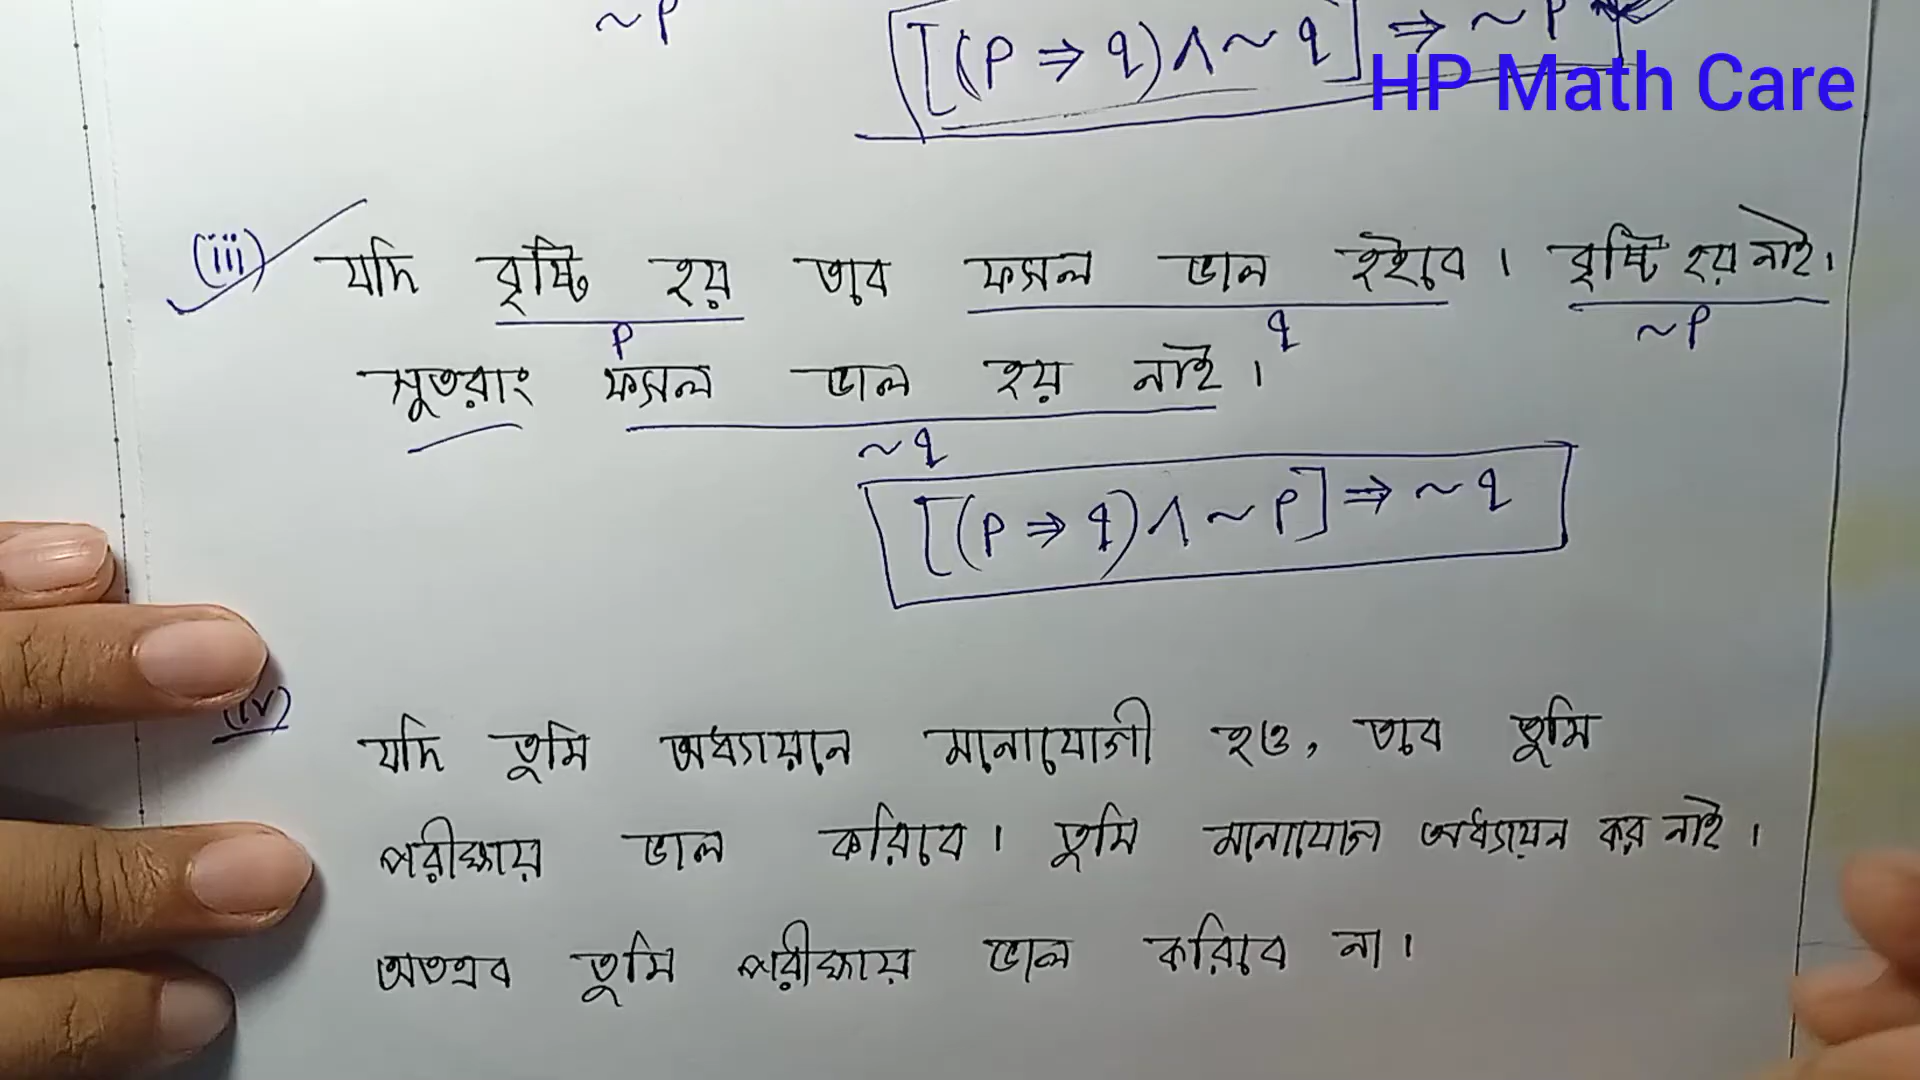 ~p
[(p ⇒ q) ∧ ~ q] ⇒ ~ p
HP Math Care
(iii) যদি বৃষ্টি হয় তবে ফসল ভাল হইবে। বৃষ্টি হয় নাই।
p q ~p
সুতরাং ফসল ভাল হয় নাই।
~q
[(p ⇒ q) ∧ ~ p] ⇒ ~ q
(iv)
যদি তুমি অধ্যয়নে মনোযোগী হও, তবে তুমি
পরীক্ষায় ভাল করিবে। তুমি মনোযোগে অধ্যয়ন কর নাই।
অতএব তুমি পরীক্ষায় ভাল করিবে না।